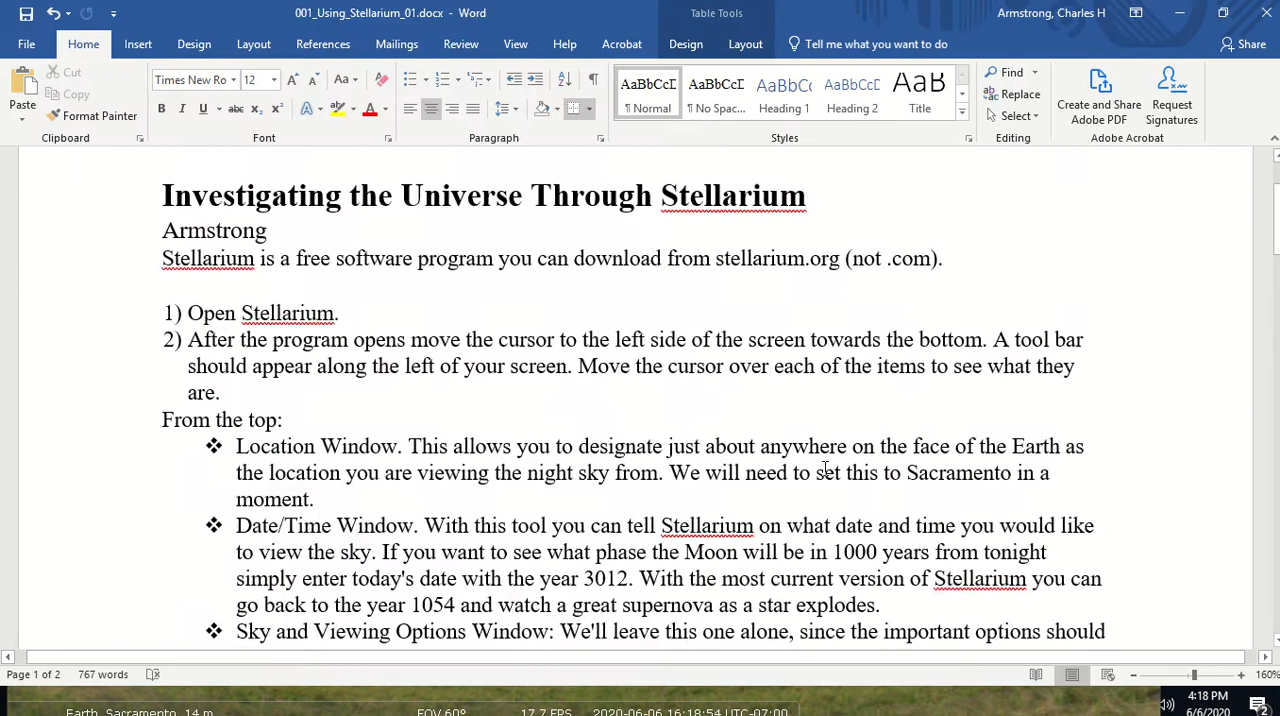 001_Using_Stellarium_01.docx - Word
Table Tools
Armstrong, Charles H
File Home Insert Design Layout References Mailings Review View Help Acrobat Design Layout Tell me what you want to do Share
Paste
Cut
Copy
Format Painter
Clipboard
Times New Ro 12
Aa
B I U abc x₂ x²
Font
Paragraph
AaBbCcDc AaBbCcDc AaBbCcD AaBbCcD AaB
¶ Normal ¶ No Spac... Heading 1 Heading 2 Title
Styles
Find
Replace
Select
Editing
Create and Share
Adobe PDF
Request
Signatures
Adobe Acrobat
Investigating the Universe Through Stellarium
Armstrong
Stellarium is a free software program you can download from stellarium.org (not .com).
1) Open Stellarium.
2) After the program opens move the cursor to the left side of the screen towards the bottom. A tool bar
should appear along the left of your screen. Move the cursor over each of the items to see what they
are.
From the top:
❖ Location Window. This allows you to designate just about anywhere on the face of the Earth as
the location you are viewing the night sky from. We will need to set this to Sacramento in a
moment.
❖ Date/Time Window. With this tool you can tell Stellarium on what date and time you would like
to view the sky. If you want to see what phase the Moon will be in 1000 years from tonight
simply enter today's date with the year 3012. With the most current version of Stellarium you can
go back to the year 1054 and watch a great supernova as a star explodes.
❖ Sky and Viewing Options Window: We'll leave this one alone, since the important options should
Page 1 of 2 767 words 160%
Earth, Sacramento, 14 m FOV 60° 17.7 FPS 2020-06-06 16:18:54 UTC-07:00
4:18 PM
6/6/2020
2